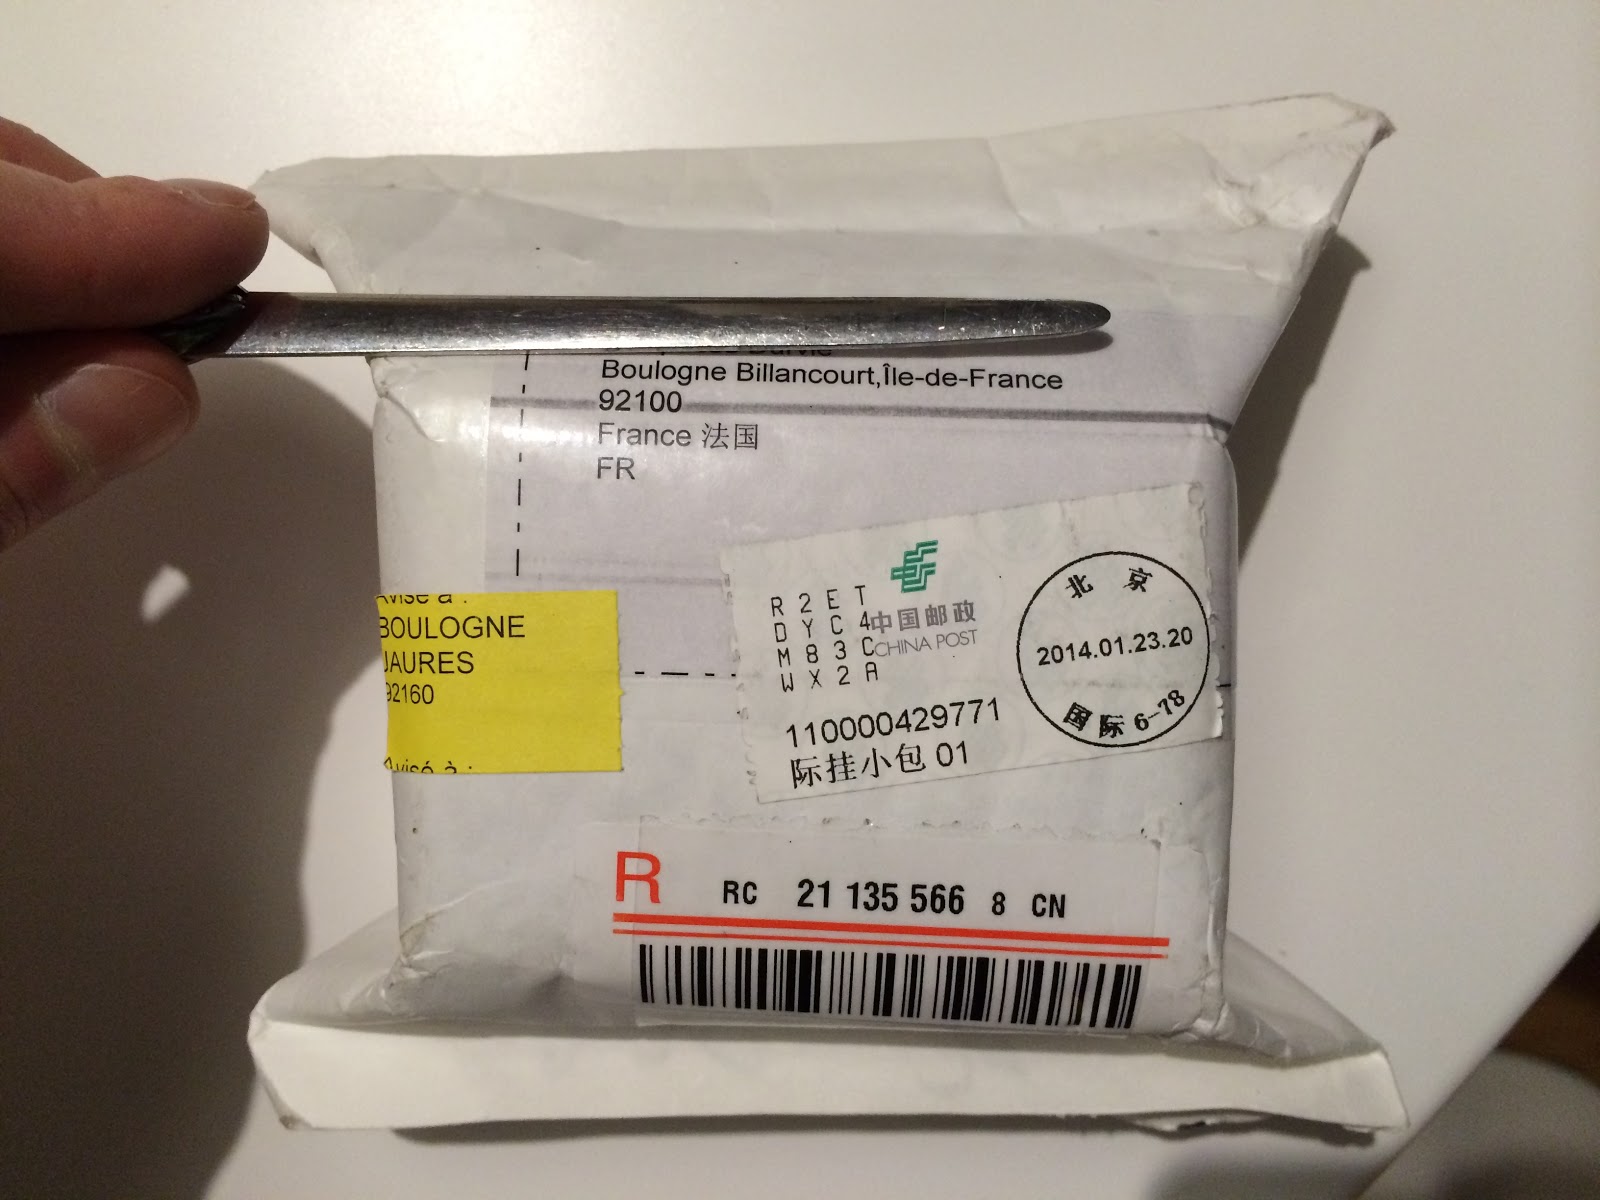 Boulogne Billancourt,Île-de-France
92100
France 法国
FR
Avisé à :
BOULOGNE
JAURES
92160
Avisé à :
R 2 E T
D Y C 4
M 8 3 C
W X 2 A
中国邮政
CHINA POST
110000429771
际挂小包 01
北 京
2014.01.23.20
国际 6-78
R RC 21 135 566 8 CN